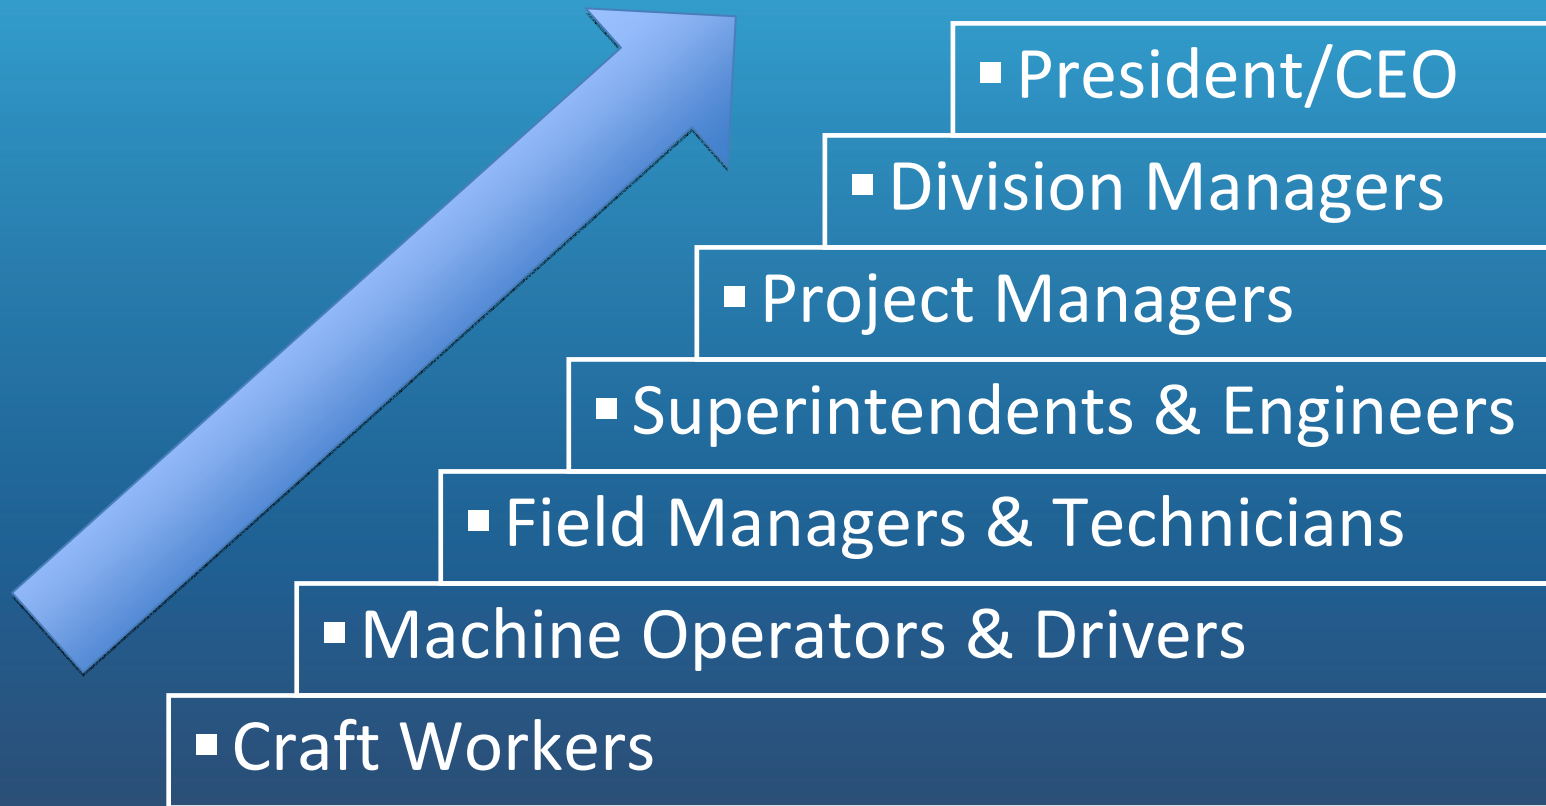 ▪ President/CEO
▪ Division Managers
▪ Project Managers
▪ Superintendents & Engineers
▪ Field Managers & Technicians
▪ Machine Operators & Drivers
▪ Craft Workers